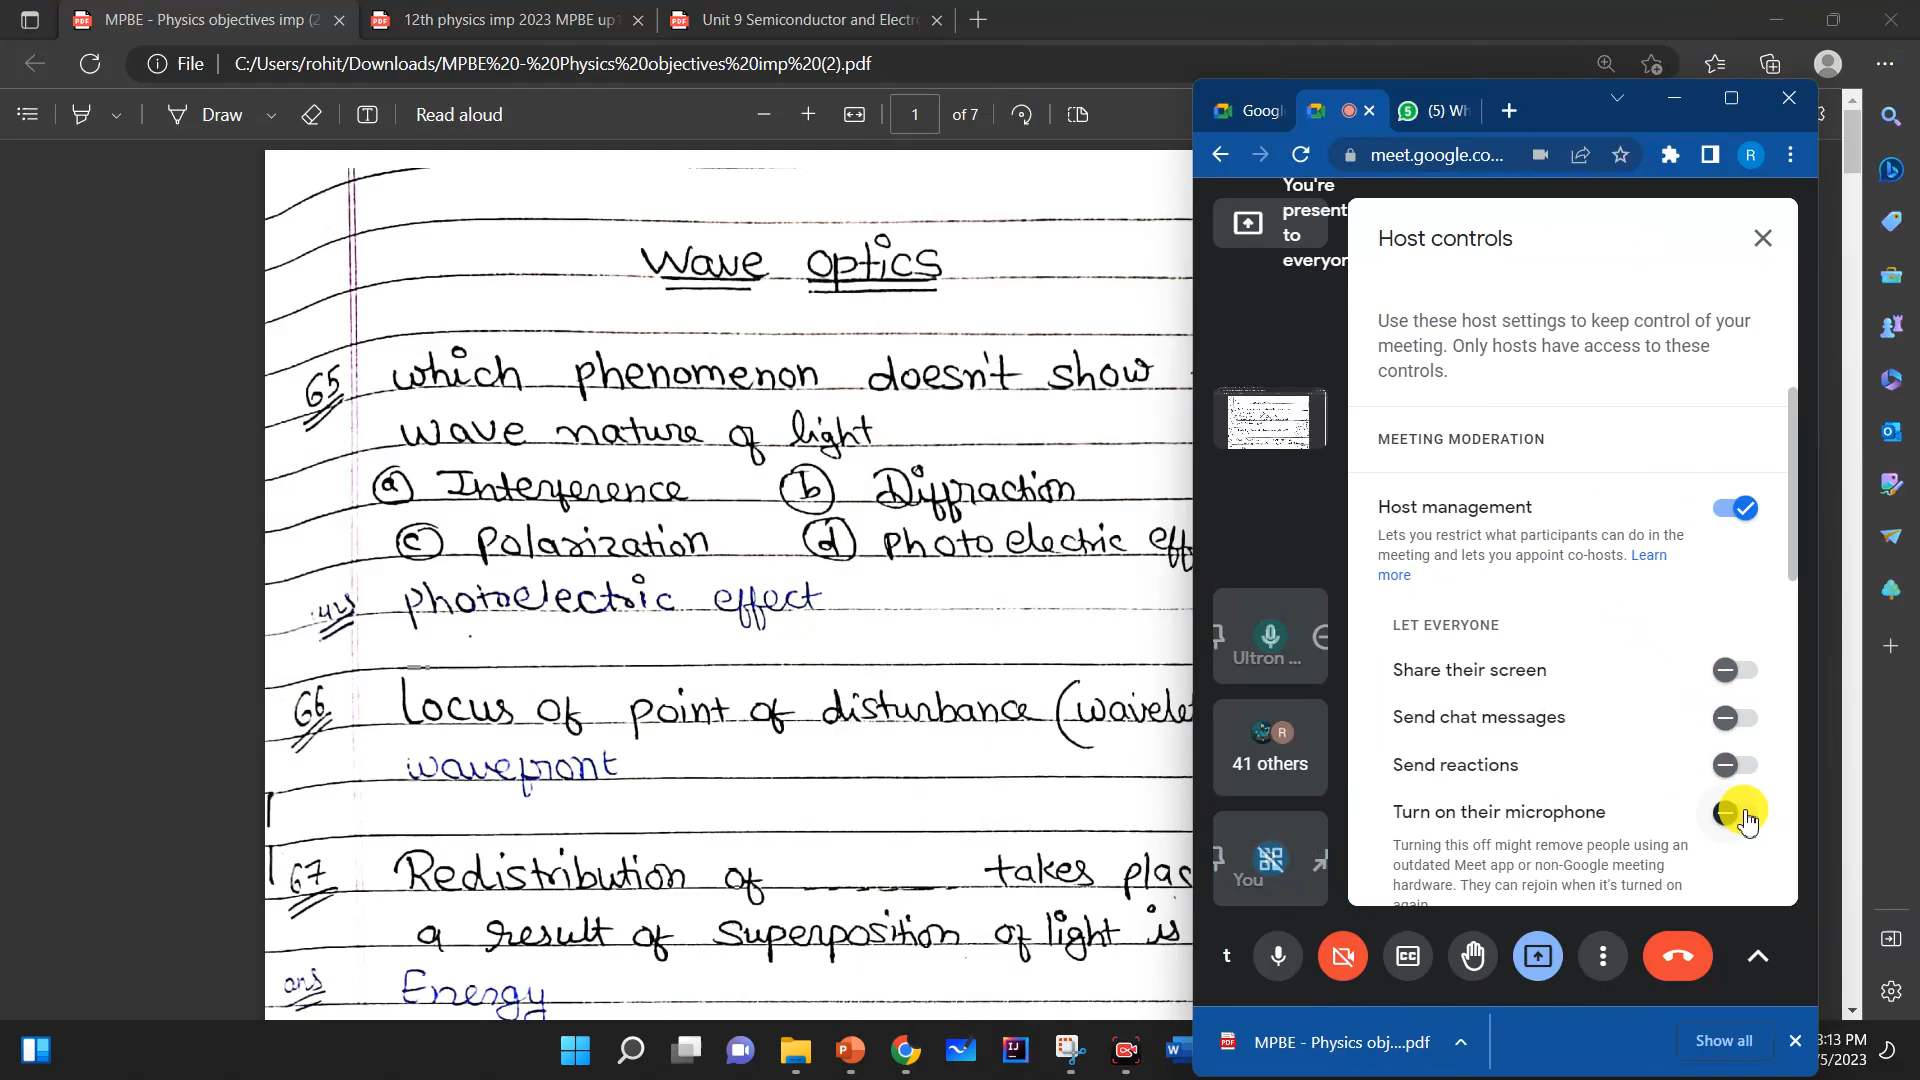 MPBE - Physics objectives imp (2
12th physics imp 2023 MPBE up
Unit 9 Semiconductor and Electr
File
C:/Users/rohit/Downloads/MPBE%20-%20Physics%20objectives%20imp%20(2).pdf
Draw
Read aloud
1
of 7
Wave Optics
65 which phenomenon doesn't show
wave nature of light
(a) Interference (b) Diffraction
(c) Polarization (d) photo electric eff
photoelectric effect
66 Locus of point of disturbance (wavele
wavefront
67 Redistribution of ______ takes plac
a result of superposition of light is
ans Energy
Googl
(5) Wh
meet.google.co...
R
You're
present
to
everyor
Host controls
Use these host settings to keep control of your
meeting. Only hosts have access to these
controls.
MEETING MODERATION
Host management
Lets you restrict what participants can do in the
meeting and lets you appoint co-hosts. Learn
more
LET EVERYONE
Share their screen
Send chat messages
Send reactions
Turn on their microphone
Turning this off might remove people using an
outdated Meet app or non-Google meeting
hardware. They can rejoin when it's turned on
again
Ultron ...
R
41 others
You
t
MPBE - Physics obj....pdf
Show all
3:13 PM
/5/2023